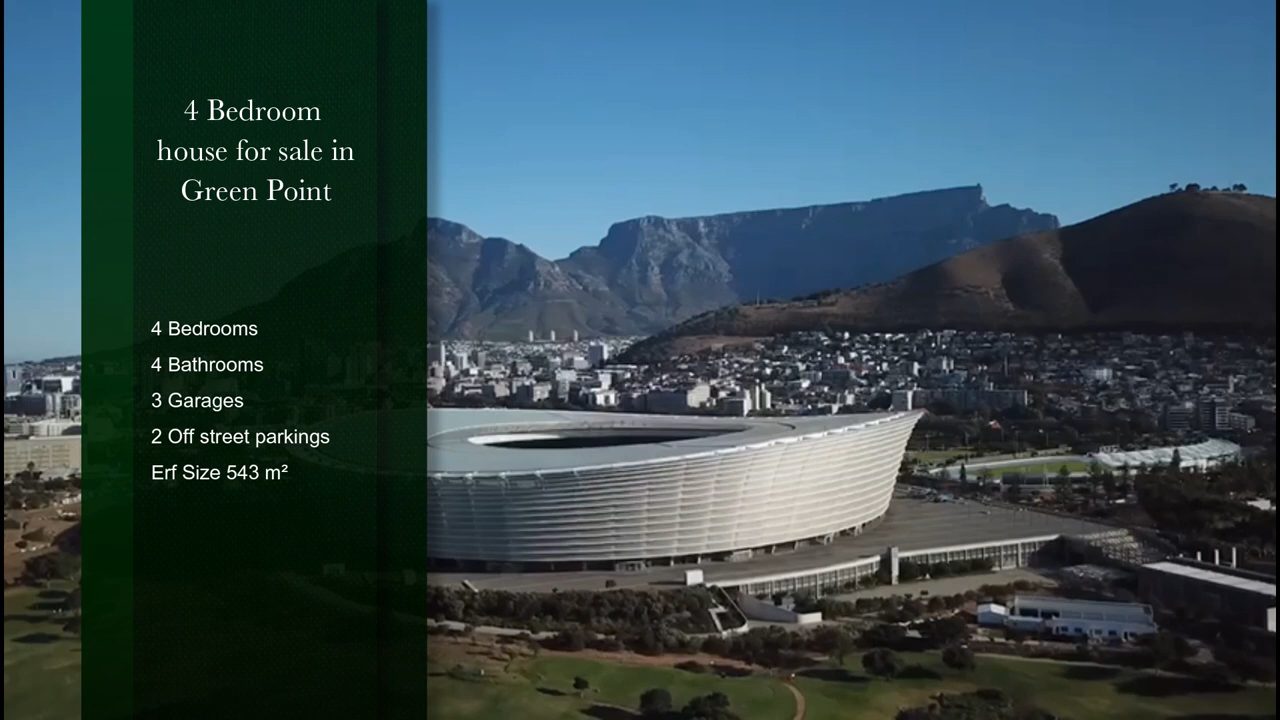 4 Bedroom
house for sale in
Green Point
4 Bedrooms
4 Bathrooms
3 Garages
2 Off street parkings
Erf Size 543 m²